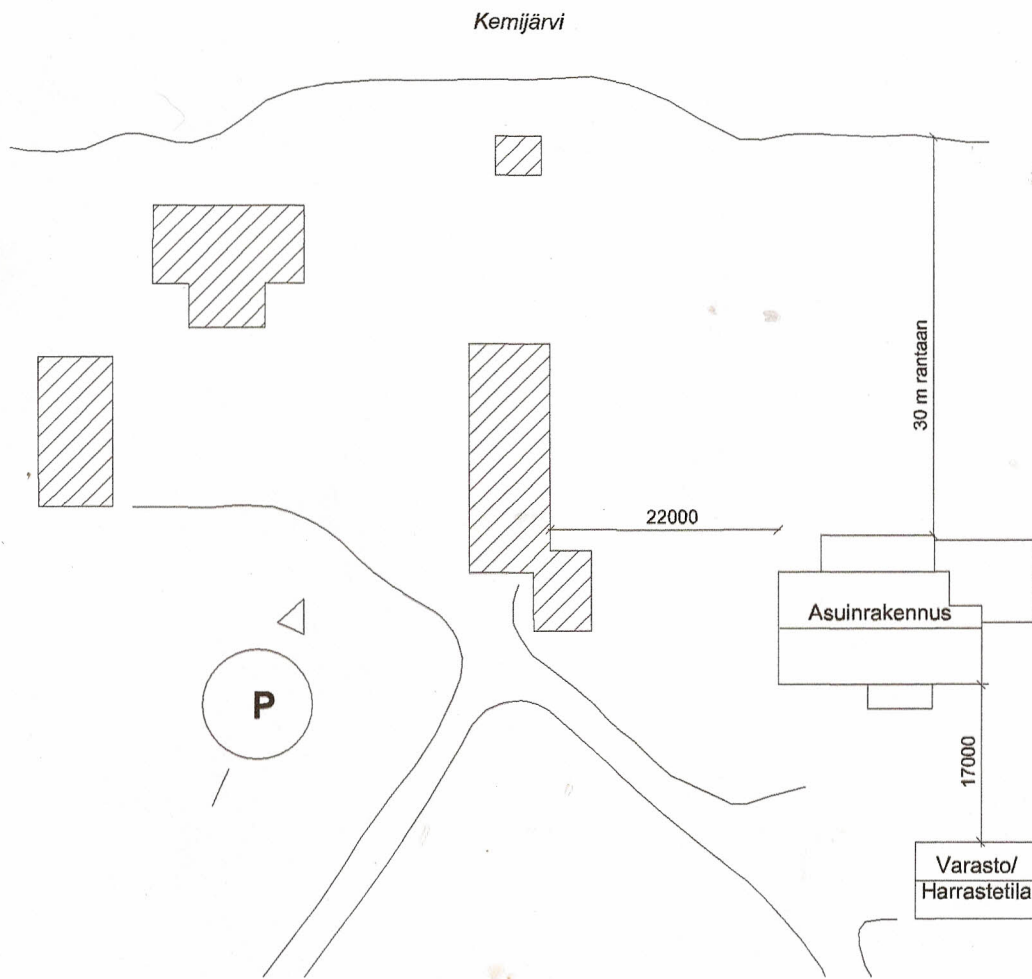 Kemijärvi
30 m rantaan
22000
Asuinrakennus
P
17000
Varasto/
Harrastetila